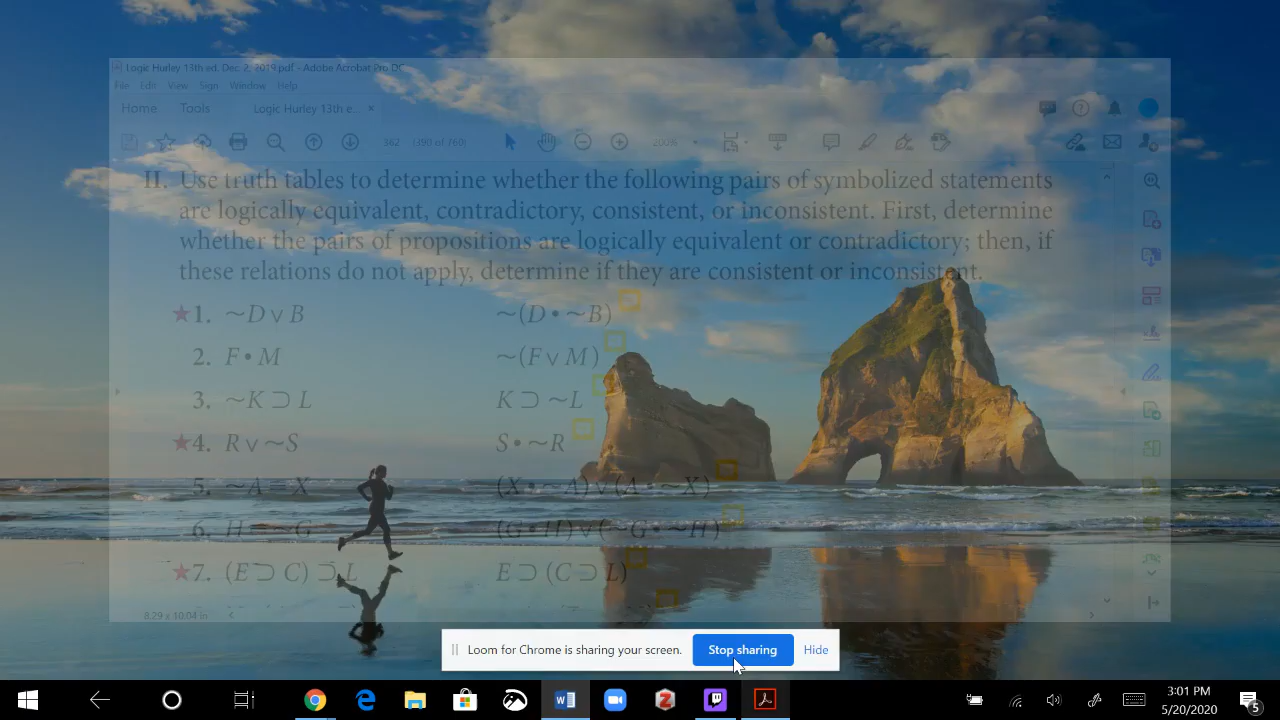 Logic Hurley 13th ed. Dec. 2, 2019.pdf - Adobe Acrobat Pro DC
File Edit View Sign Window Help
Home Tools Logic Hurley 13th e... ×
362 (390 of 760) 200%
II. Use truth tables to determine whether the following pairs of symbolized statements
are logically equivalent, contradictory, consistent, or inconsistent. First, determine
whether the pairs of propositions are logically equivalent or contradictory; then, if
these relations do not apply, determine if they are consistent or inconsistent.
★1. ~D ∨ B ~(D • ~B)
2. F • M ~(F ∨ M)
3. ~K ⊃ L K ⊃ ~L
★4. R ∨ ~S S • ~R
5. ~A ≡ X (X • ~A) ∨ (A • ~X)
6. H ≡ ~G (G • H) ∨ (~G • ~H)
★7. (E ⊃ C) ⊃ L E ⊃ (C ⊃ L)
8.29 x 10.04 in
Loom for Chrome is sharing your screen. Stop sharing Hide
3:01 PM
5/20/2020
5